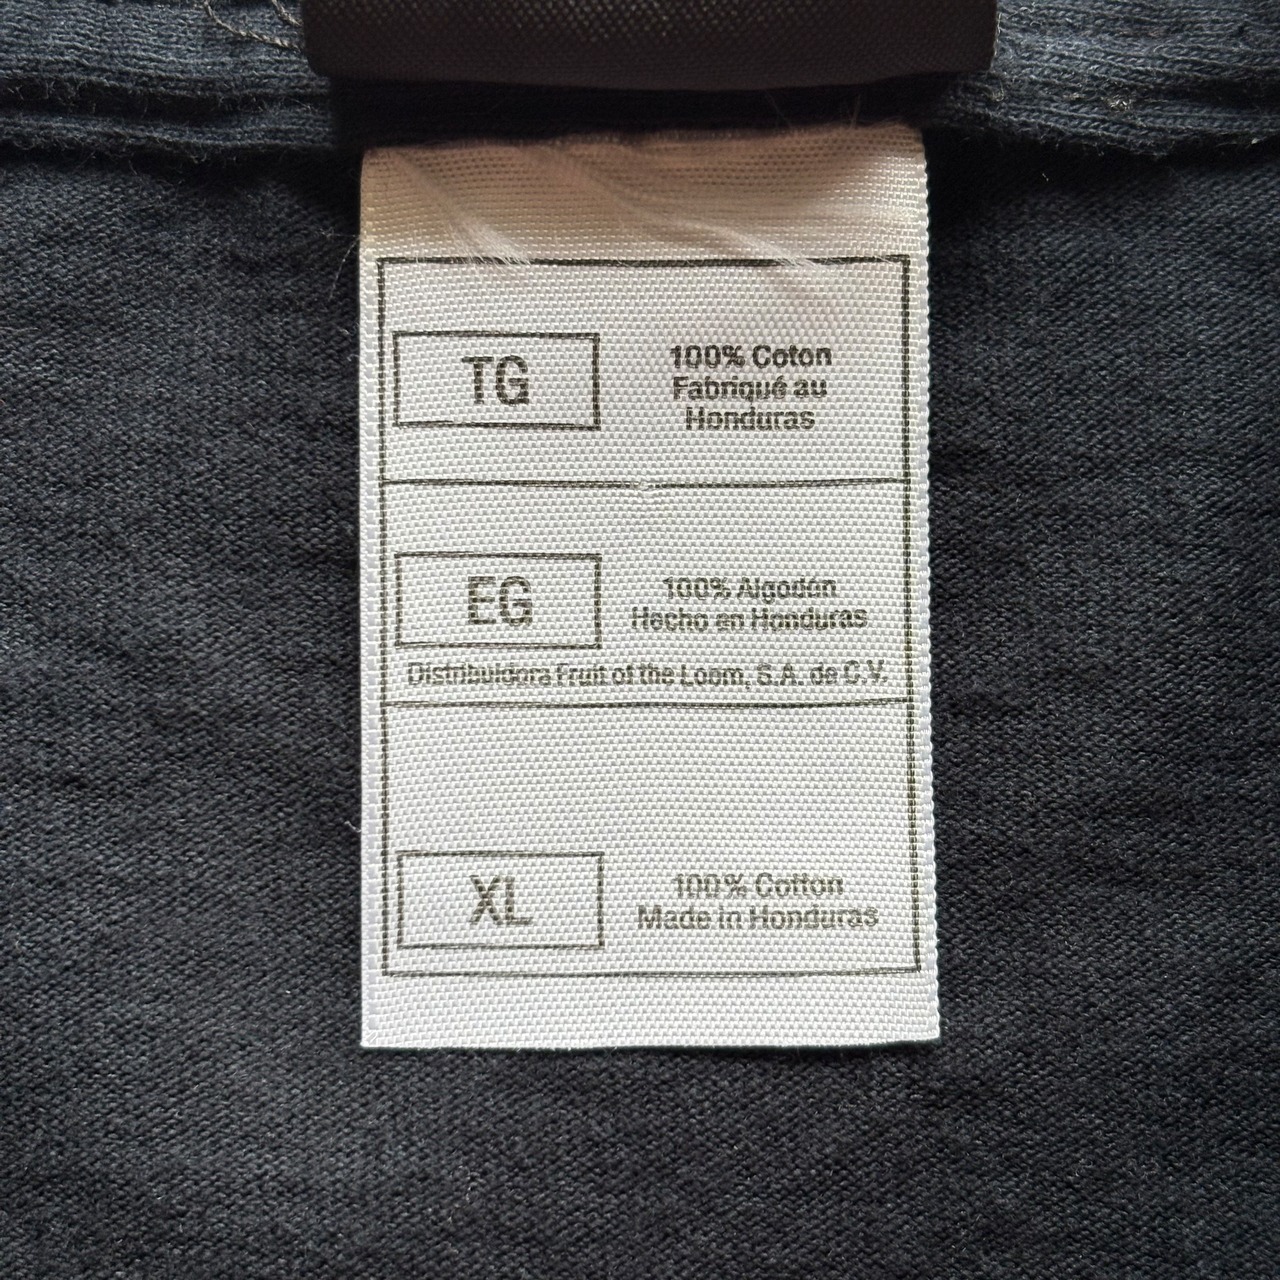 TG
100% Coton
Fabriqué au
Honduras
EG
100% Algodón
Hecho en Honduras
Distribuidora Fruit of the Loom, S.A. de C.V.
XL
100% Cotton
Made in Honduras